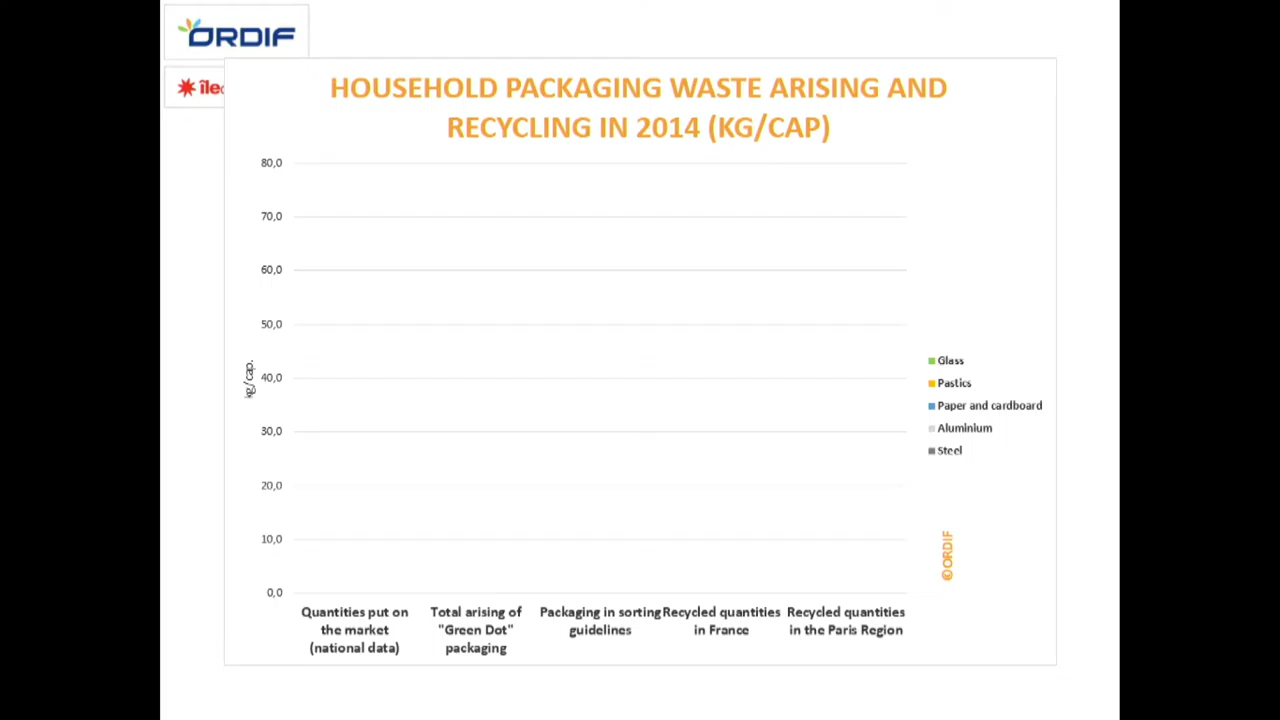 ORDIF
île
HOUSEHOLD PACKAGING WASTE ARISING AND
RECYCLING IN 2014 (KG/CAP)
80,0
70,0
60,0
50,0
40,0
30,0
20,0
10,0
0,0
kg/cap.
Quantities put on
the market
(national data)
Total arising of
"Green Dot"
packaging
Packaging in sorting
guidelines
Recycled quantities
in France
Recycled quantities
in the Paris Region
Glass
Pastics
Paper and cardboard
Aluminium
Steel
©ORDIF